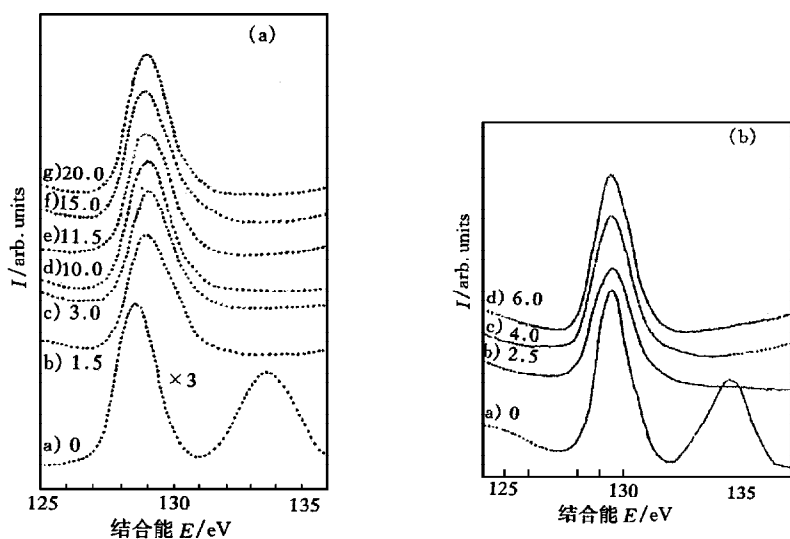 (a)
I/arb. units
g)20.0
f)15.0
e)11.5
d)10.0
c) 3.0
b) 1.5
×3
a) 0
125 130 135
结合能 E/eV
(b)
I/arb. units
d) 6.0
c) 4.0
b) 2.5
a) 0
125 130 135
结合能 E/eV